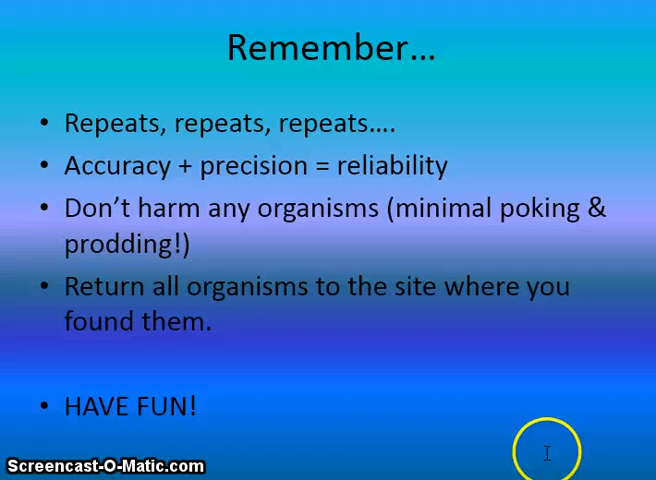 Remember...
• Repeats, repeats, repeats....
• Accuracy + precision = reliability
• Don't harm any organisms (minimal poking &
prodding!)
• Return all organisms to the site where you
found them.
• HAVE FUN!
Screencast-O-Matic.com